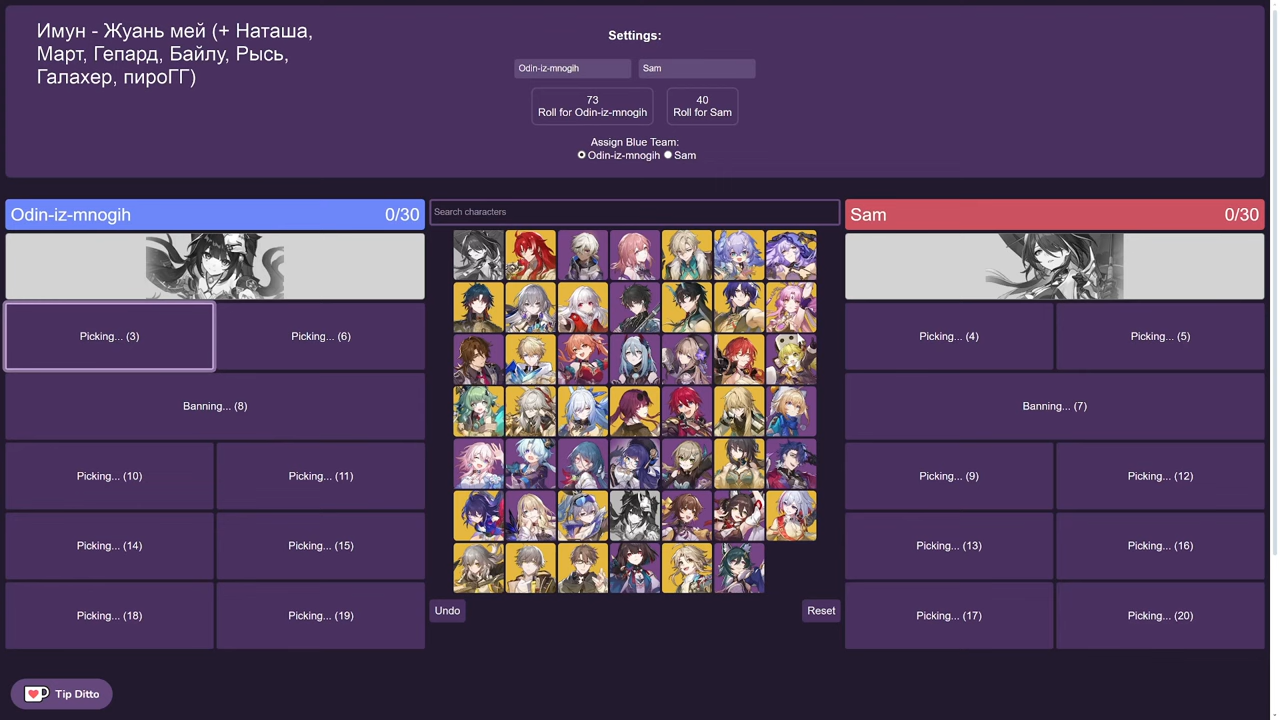 Имун - Жуань мей (+ Наташа,
Март, Гепард, Байлу, Рысь,
Галахер, пироГГ)
Settings:
Odin-iz-mnogih
Sam
73
Roll for Odin-iz-mnogih
40
Roll for Sam
Assign Blue Team:
Odin-iz-mnogih Sam
Odin-iz-mnogih 0/30
Search characters
Sam 0/30
Picking... (3)
Picking... (6)
Picking... (4)
Picking... (5)
Banning... (8)
Banning... (7)
Picking... (10)
Picking... (11)
Picking... (9)
Picking... (12)
Picking... (14)
Picking... (15)
Picking... (13)
Picking... (16)
Picking... (18)
Picking... (19)
Undo
Reset
Picking... (17)
Picking... (20)
Tip Ditto